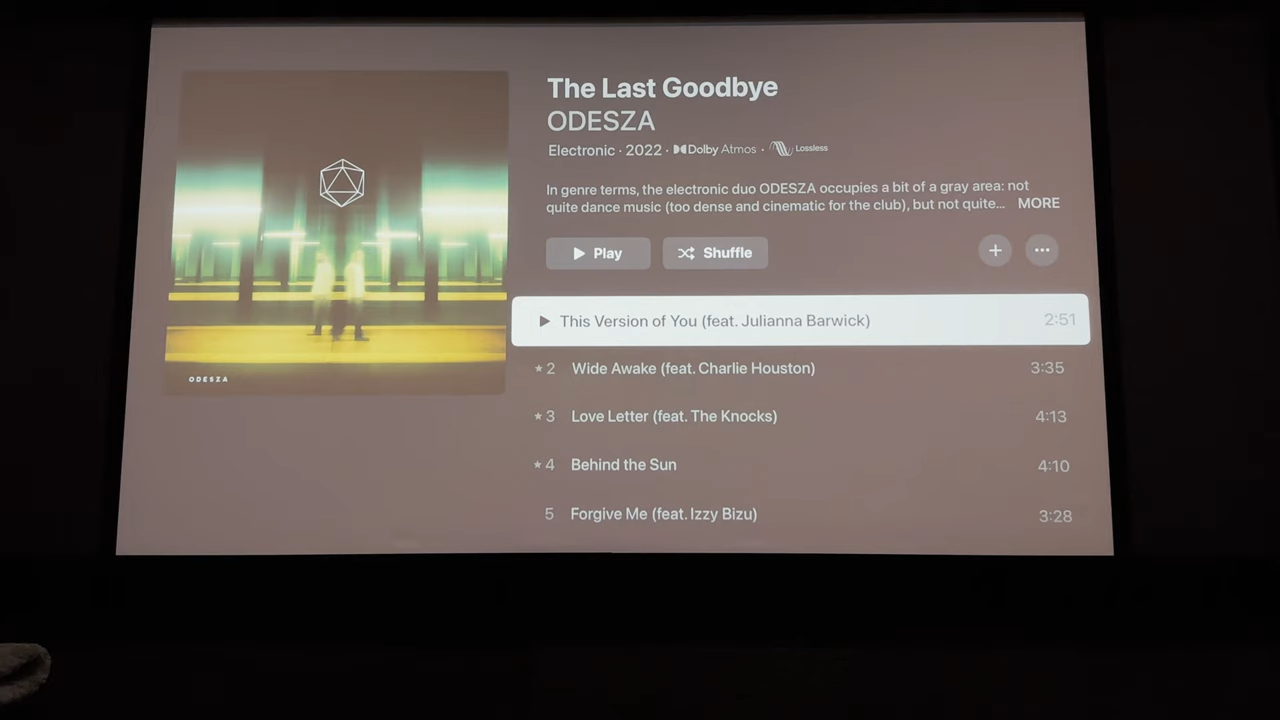 The Last Goodbye
ODESZA
Electronic · 2022 · Dolby Atmos · Lossless
In genre terms, the electronic duo ODESZA occupies a bit of a gray area: not
quite dance music (too dense and cinematic for the club), but not quite... MORE
Play Shuffle
This Version of You (feat. Julianna Barwick) 2:51
★ 2 Wide Awake (feat. Charlie Houston) 3:35
★ 3 Love Letter (feat. The Knocks) 4:13
★ 4 Behind the Sun 4:10
5 Forgive Me (feat. Izzy Bizu) 3:28
ODESZA